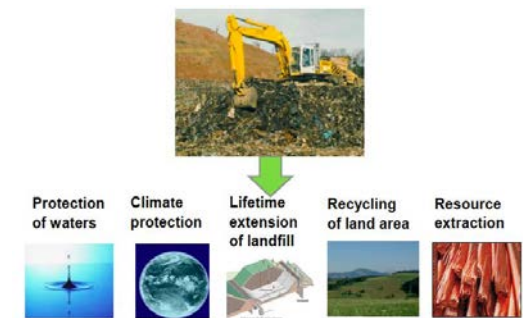 Protection
of waters
Climate
protection
Lifetime
extension
of landfill
Recycling
of land area
Resource
extraction